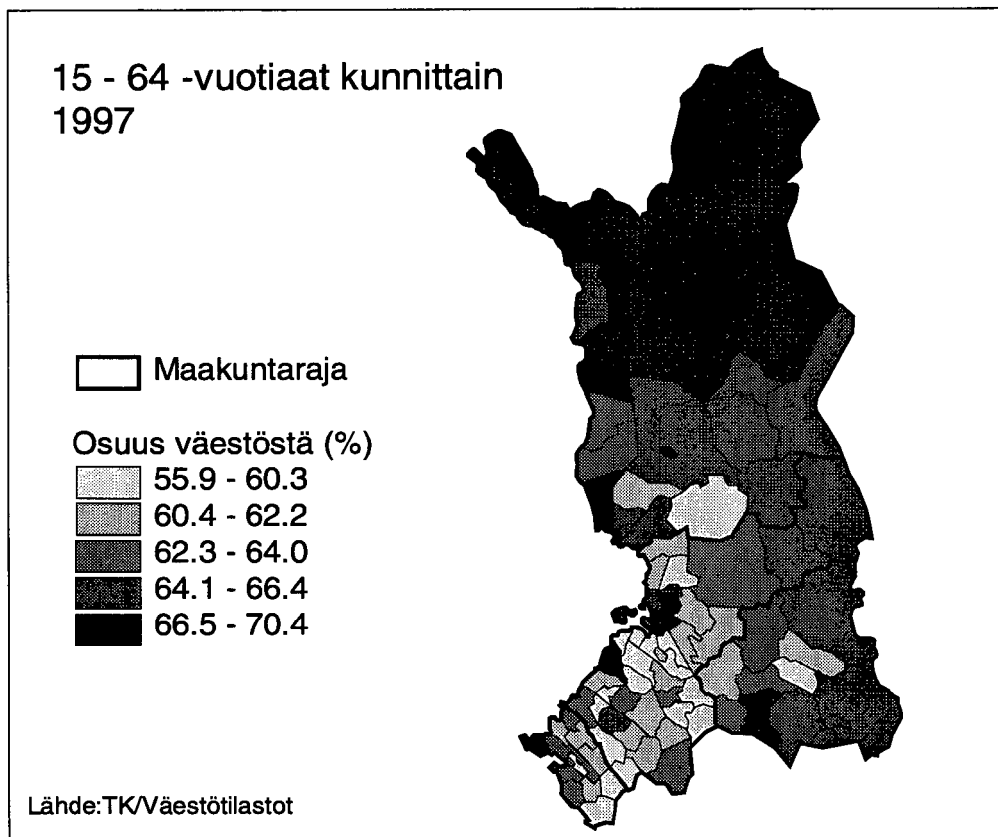 15 - 64 -vuotiaat kunnittain
1997
Maakuntaraja
Osuus väestöstä (%)
55.9 - 60.3
60.4 - 62.2
62.3 - 64.0
64.1 - 66.4
66.5 - 70.4
Lähde:TK/Väestötilastot